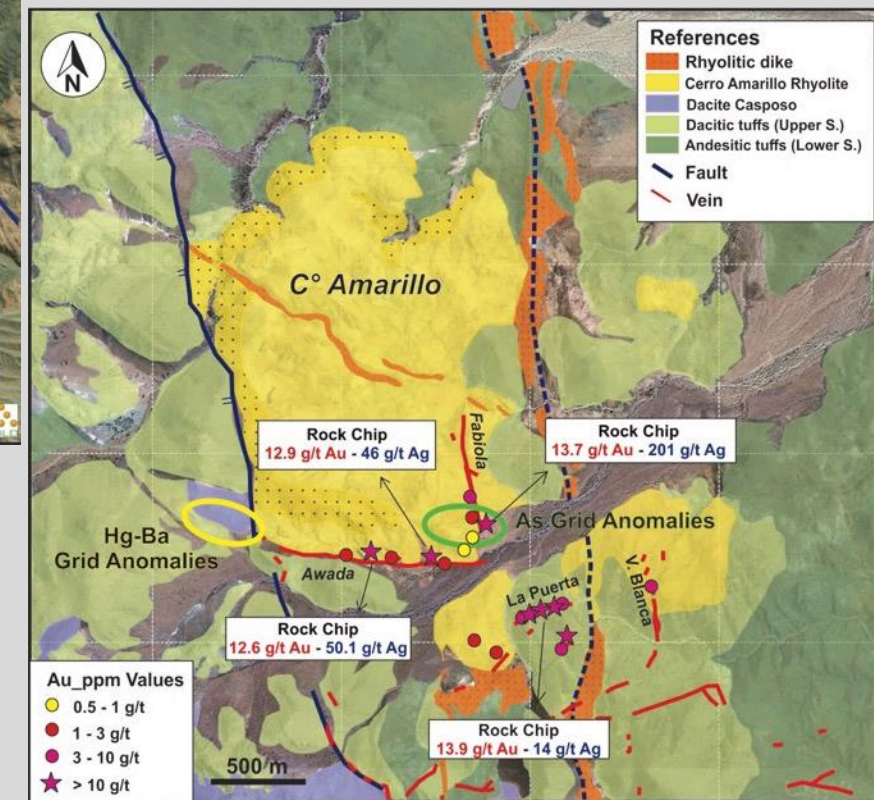 N
References
Rhyolitic dike
Cerro Amarillo Rhyolite
Dacite Casposo
Dacitic tuffs (Upper S.)
Andesitic tuffs (Lower S.)
Fault
Vein
C° Amarillo
Fabiola
Rock Chip
12.9 g/t Au - 46 g/t Ag
Rock Chip
13.7 g/t Au - 201 g/t Ag
As Grid Anomalies
Hg-Ba
Grid Anomalies
Awada
La Puerta
V. Blanca
Rock Chip
12.6 g/t Au - 50.1 g/t Ag
Rock Chip
13.9 g/t Au - 14 g/t Ag
Au_ppm Values
0.5 - 1 g/t
1 - 3 g/t
3 - 10 g/t
> 10 g/t
500 m